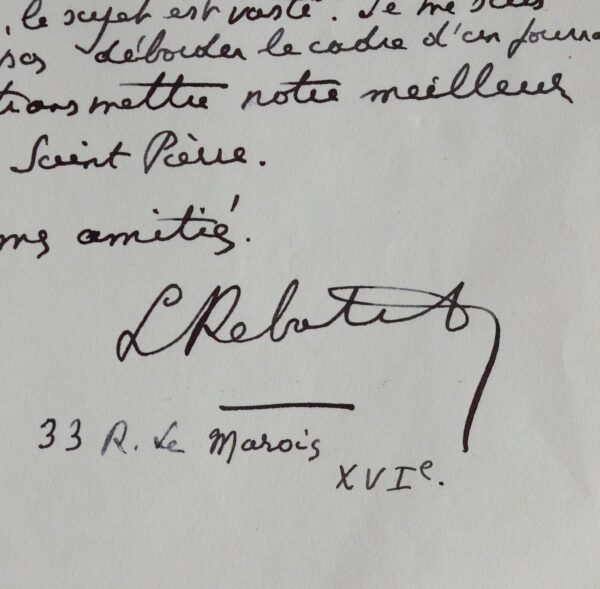 , le sujet est vaste. Je me suis
pas déborder le cadre d'un journa
transmettre notre meilleur
Saint Pierre.
mes amitiés.
L Rebatet
33 R. Le Marois
XVIe.